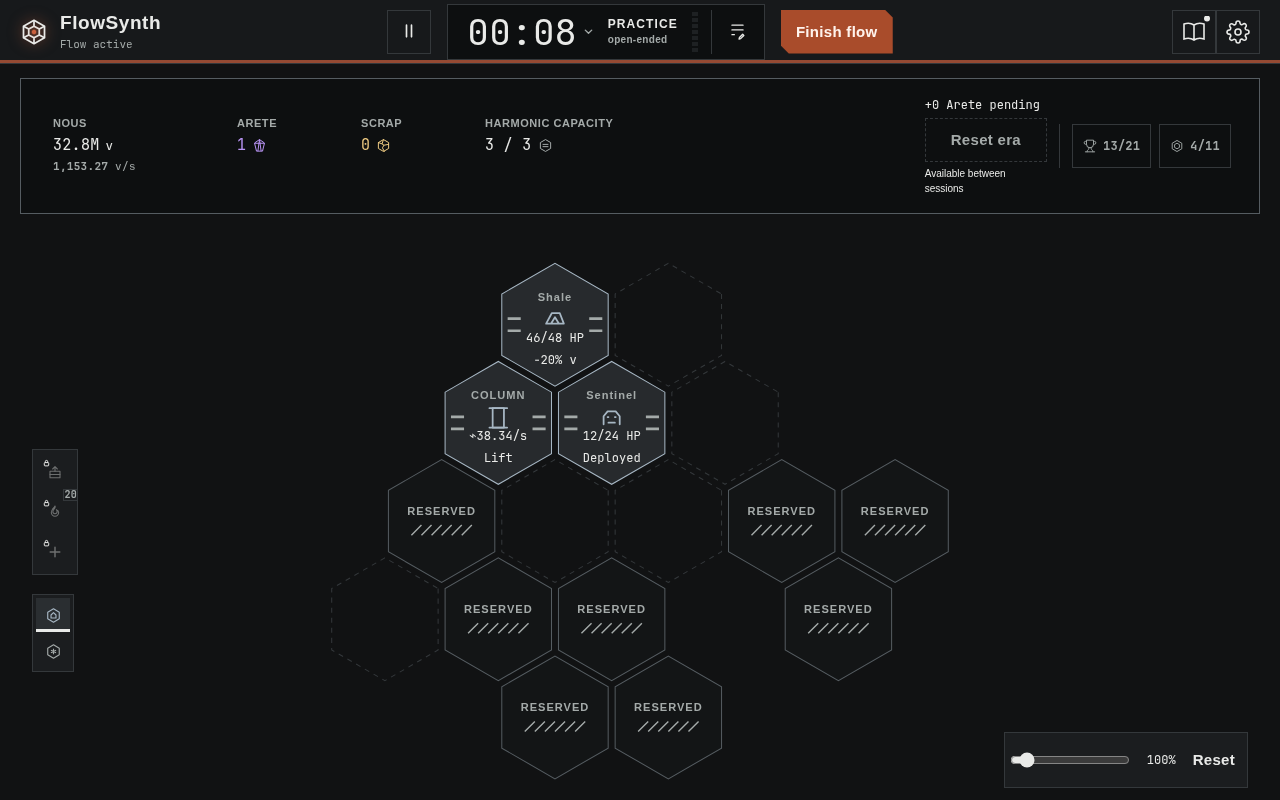 FlowSynth
Flow active
00:08
PRACTICE
open-ended
Finish flow
NOUS
32.8M v
1,153.27 v/s
ARETE
1
SCRAP
0
HARMONIC CAPACITY
3 / 3
+0 Arete pending
Reset era
Available between
sessions
13/21
4/11
Shale
46/48 HP
-20% v
COLUMN
⌁38.34/s
Lift
Sentinel
12/24 HP
Deployed
20
RESERVED
RESERVED
RESERVED
RESERVED
RESERVED
RESERVED
RESERVED
RESERVED
100%
Reset